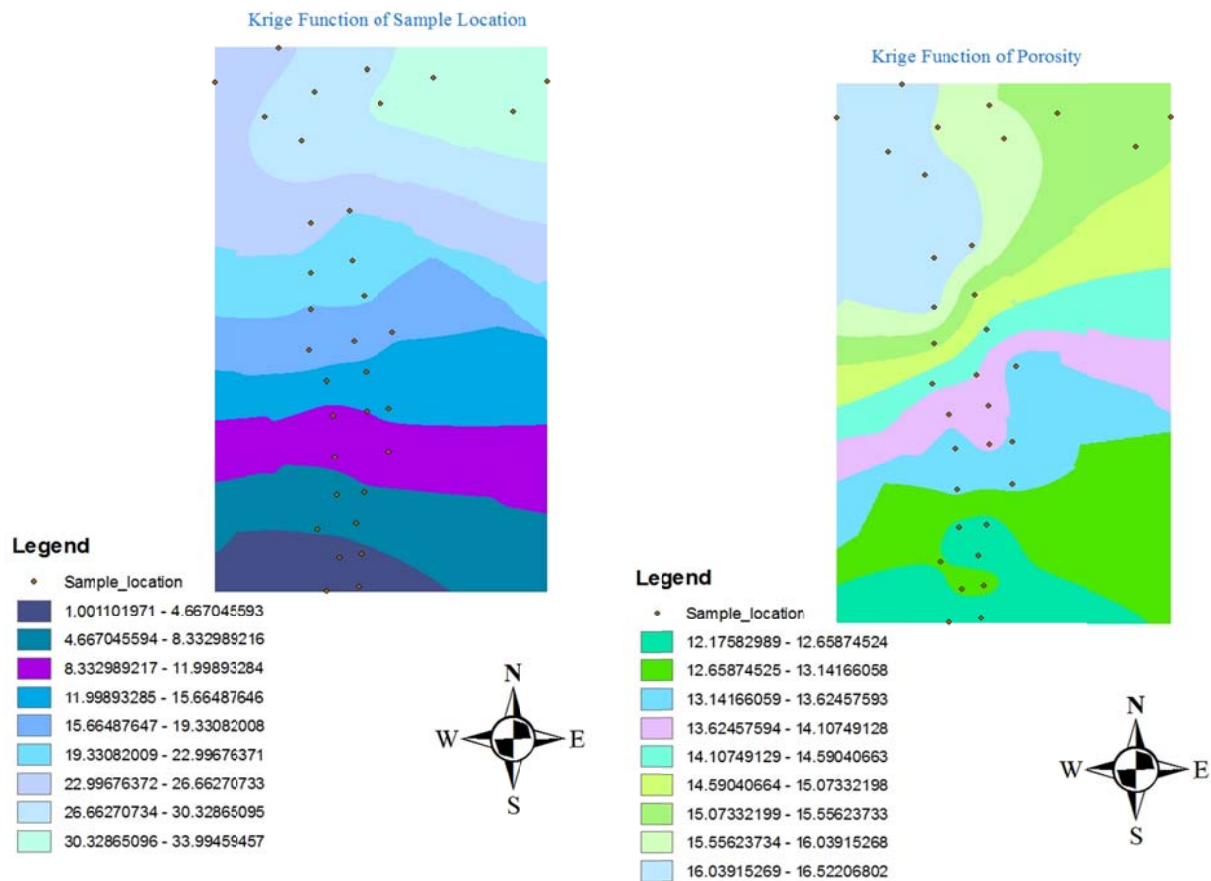 Krige Function of Sample Location
Legend
Sample_location
1.001101971 - 4.667045593
4.667045594 - 8.332989216
8.332989217 - 11.99893284
11.99893285 - 15.66487646
15.66487647 - 19.33082008
19.33082009 - 22.99676371
22.99676372 - 26.66270733
26.66270734 - 30.32865095
30.32865096 - 33.99459457
N
W E
S
Krige Function of Porosity
Legend
Sample_location
12.17582989 - 12.65874524
12.65874525 - 13.14166058
13.14166059 - 13.62457593
13.62457594 - 14.10749128
14.10749129 - 14.59040663
14.59040664 - 15.07332198
15.07332199 - 15.55623733
15.55623734 - 16.03915268
16.03915269 - 16.52206802
N
W E
S